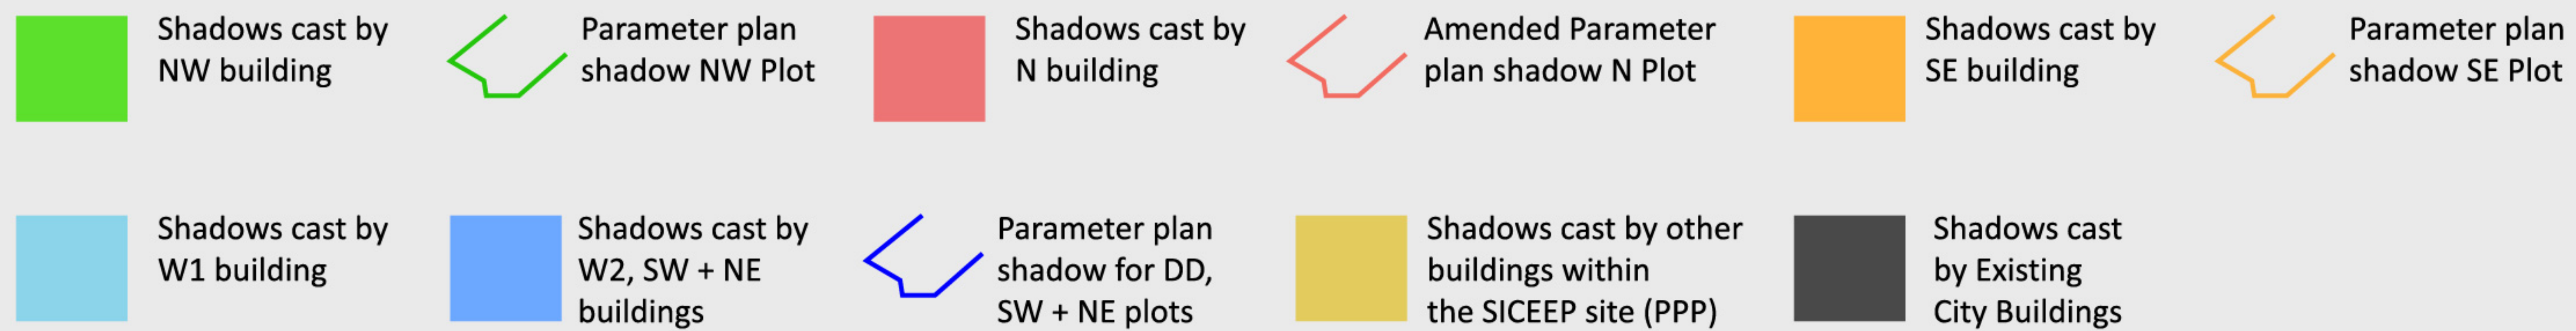 Shadows cast by
NW building
Parameter plan
shadow NW Plot
Shadows cast by
N building
Amended Parameter
plan shadow N Plot
Shadows cast by
SE building
Parameter plan
shadow SE Plot
Shadows cast by
W1 building
Shadows cast by
W2, SW + NE
buildings
Parameter plan
shadow for DD,
SW + NE plots
Shadows cast by other
buildings within
the SICEEP site (PPP)
Shadows cast
by Existing
City Buildings